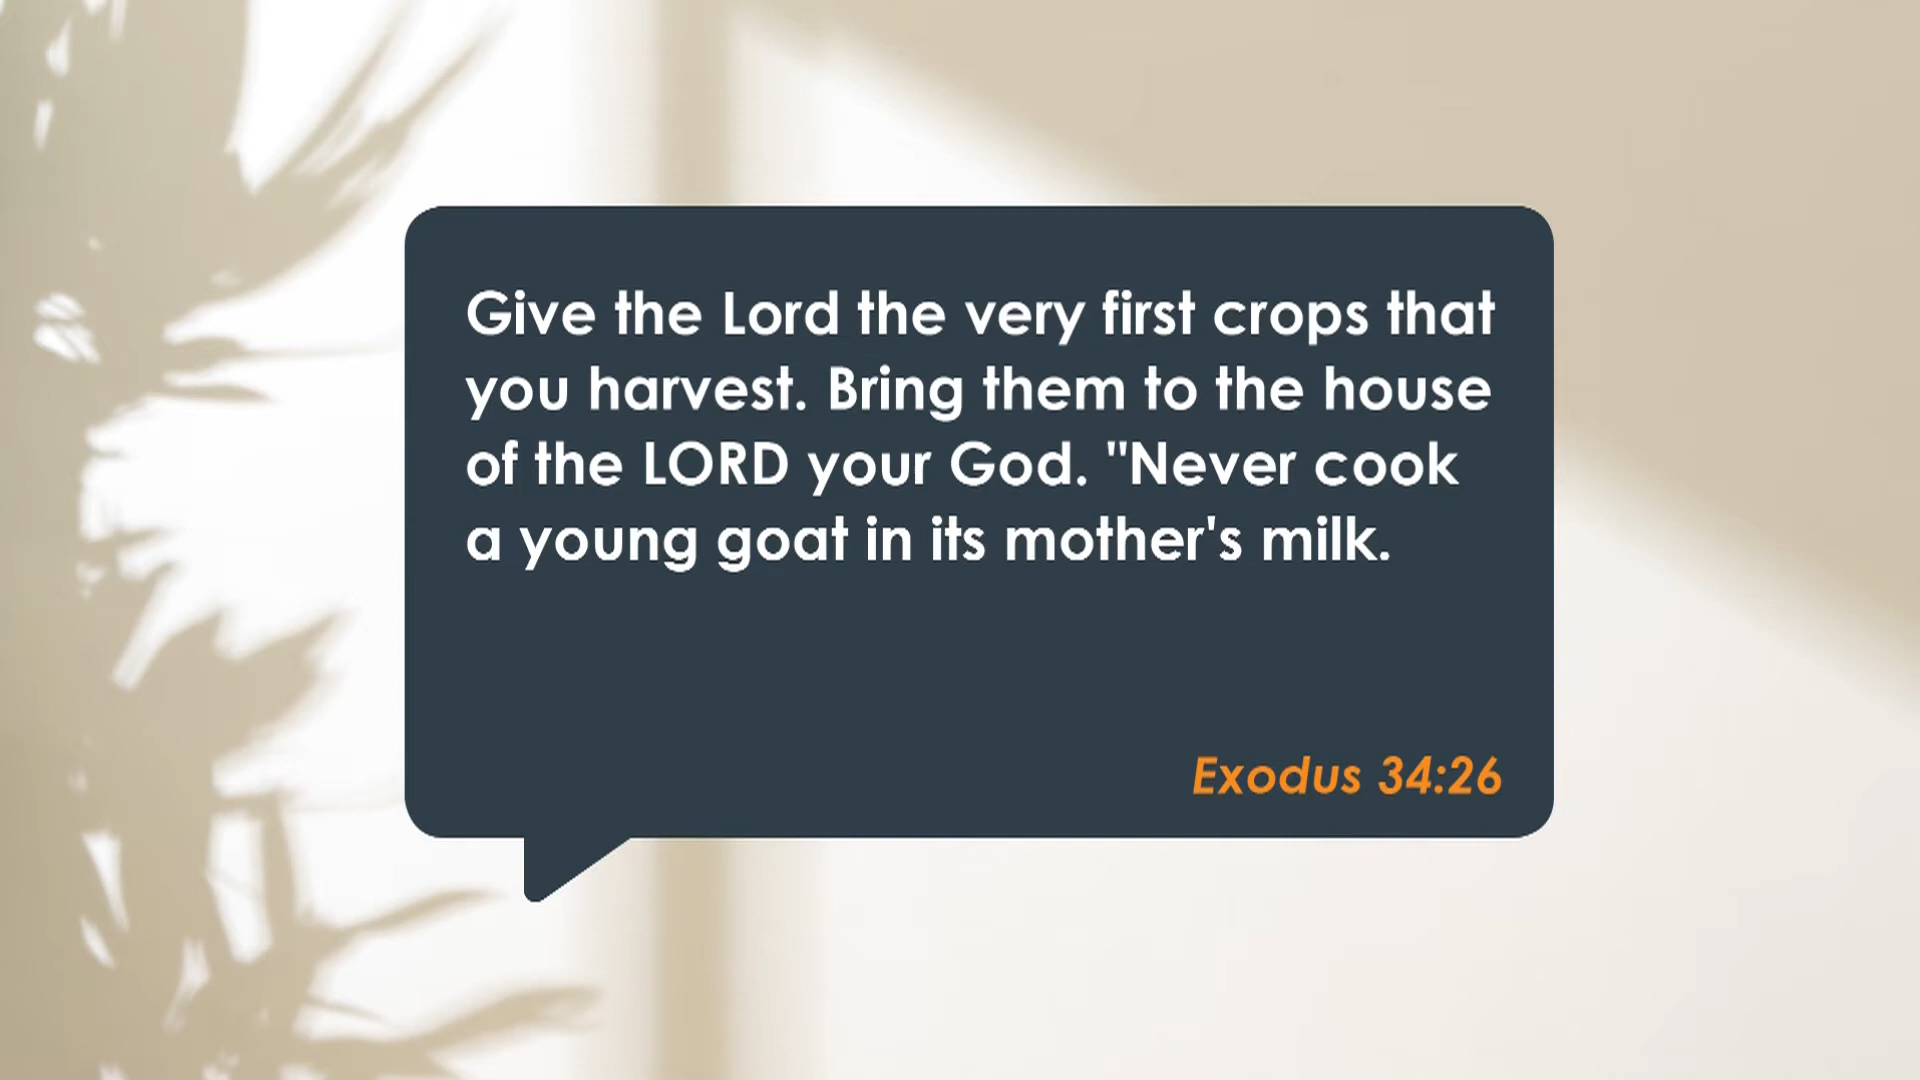 Give the Lord the very first crops that
you harvest. Bring them to the house
of the LORD your God. "Never cook
a young goat in its mother's milk.
Exodus 34:26